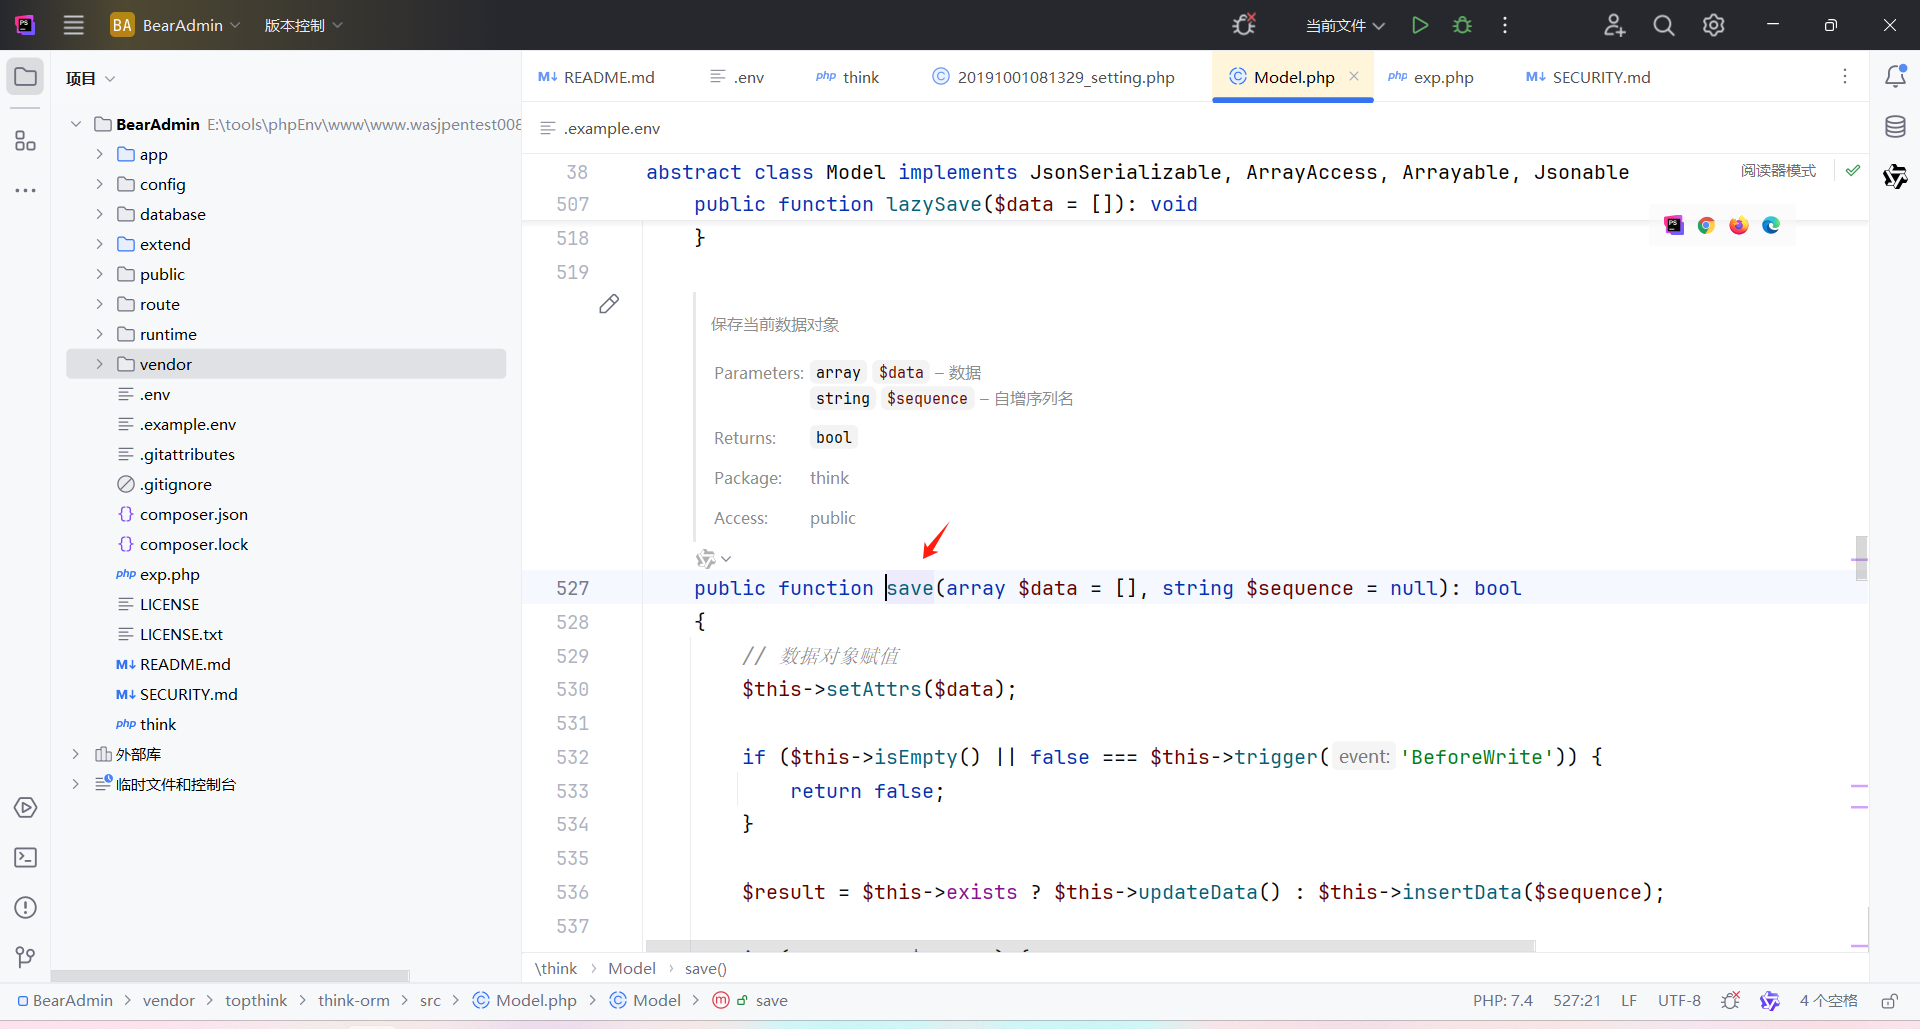 BA BearAdmin 版本控制 当前文件
项目
README.md .env php think 20191001081329_setting.php Model.php php exp.php SECURITY.md
.example.env
BearAdmin E:\tools\phpEnv\www\www.wasjpentest008
app
config
database
extend
public
route
runtime
vendor
.env
.example.env
.gitattributes
.gitignore
composer.json
composer.lock
php exp.php
LICENSE
LICENSE.txt
README.md
SECURITY.md
php think
外部库
临时文件和控制台
38 abstract class Model implements JsonSerializable, ArrayAccess, Arrayable, Jsonable
阅读器模式
507 public function lazySave($data = []): void
518 }
519
保存当前数据对象
Parameters: array $data – 数据
string $sequence – 自增序列名
Returns: bool
Package: think
Access: public
527 public function save(array $data = [], string $sequence = null): bool
528 {
529 // 数据对象赋值
530 $this->setAttrs($data);
531
532 if ($this->isEmpty() || false === $this->trigger( event: 'BeforeWrite')) {
533 return false;
534 }
535
536 $result = $this->exists ? $this->updateData() : $this->insertData($sequence);
537
\think > Model > save()
BearAdmin > vendor > topthink > think-orm > src > Model.php > Model > save
PHP: 7.4 527:21 LF UTF-8 4 个空格